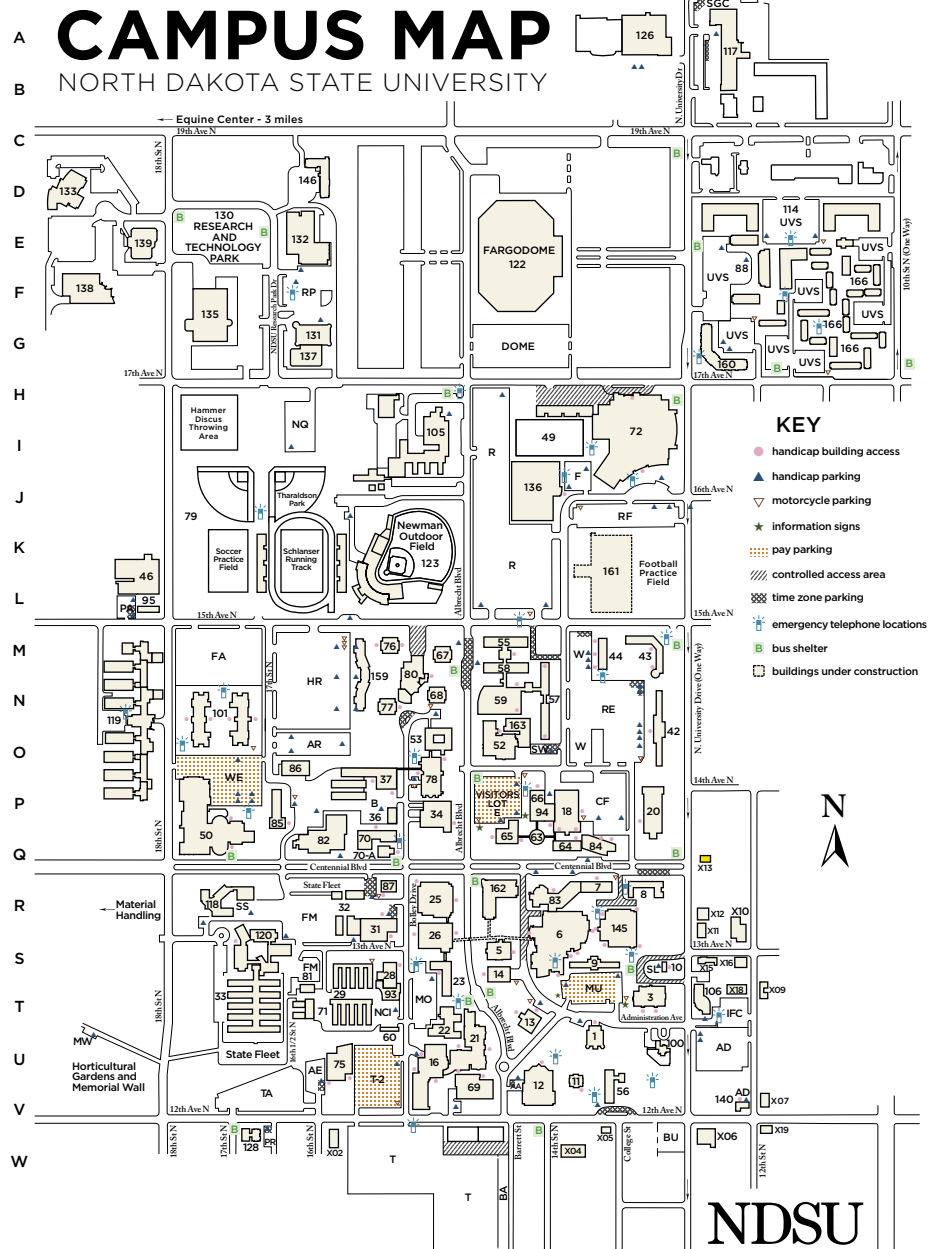 CAMPUS MAP
NORTH DAKOTA STATE UNIVERSITY
A
B
C
D
E
F
G
H
I
J
K
L
M
N
O
P
Q
R
S
T
U
V
W
SGC
126
117
N. University Dr
Equine Center - 3 miles
19th Ave N
19th Ave N
18th St N
B
133
146
130
RESEARCH
AND
TECHNOLOGY
PARK
B
B
132
139
138
RP
135
NDSU Research Park Dr
131
137
17th Ave N
FARGODOME
122
DOME
114
UVS
B
UVS
88
UVS
166
UVS
UVS
166
UVS
UVS
UVS
166
160
B
B
17th Ave N
10th St N (One Way)
Hammer
Discus
Throwing
Area
NQ
B
105
R
49
72
B
136
F
16th Ave N
RF
79
Tharaldson
Park
Soccer
Practice
Field
Schlanser
Running
Track
Newman
Outdoor
Field
123
Albrecht Blvd
R
161
Football
Practice
Field
46
95
15th Ave N
15th Ave N
KEY
handicap building access
handicap parking
motorcycle parking
information signs
pay parking
controlled access area
time zone parking
emergency telephone locations
B
bus shelter
buildings under construction
FA
HR
17th St N
76
159
80
67
B
68
77
55
58
59
57
163
52
SW
W
44
43
B
RE
W
42
N. University Drive (One Way)
119
101
AR
53
86
37
78
WE
B
36
34
85
82
70
70-A
50
B
B
18th St N
Albrecht Blvd
B
VISITORS
LOT
E
66
94
18
CF
65
63
64
84
20
B
14th Ave N
N
Centennial Blvd
Centennial Blvd
X13
State Fleet
87
Bolley Drive
25
B
162
7
8
83
Material
Handling
118
SS
32
FM
31
26
6
145
X12
X10
X11
13th Ave N
13th Ave N
120
5
9
SL
10
X15
X16
FM
81
28
93
29
33
71
NCI
60
14
23
MO
B
B
B
MU
3
106
X18
X09
IFC
Administration Ave
18th St N
16th 1/2 St N
Albrecht Blvd
22
13
21
1
100
AD
MW
Horticultural
Gardens and
Memorial Wall
State Fleet
AE
75
T-2
16
TA
69
AA
12
11
56
AD
140
X07
12th Ave N
12th Ave N
18th St N
17th St N
B
128
PR
16th St N
X02
T
T
BA
Barrett St
B
14th St N
X04
X05
College St
BU
X06
X19
12th St N
NDSU